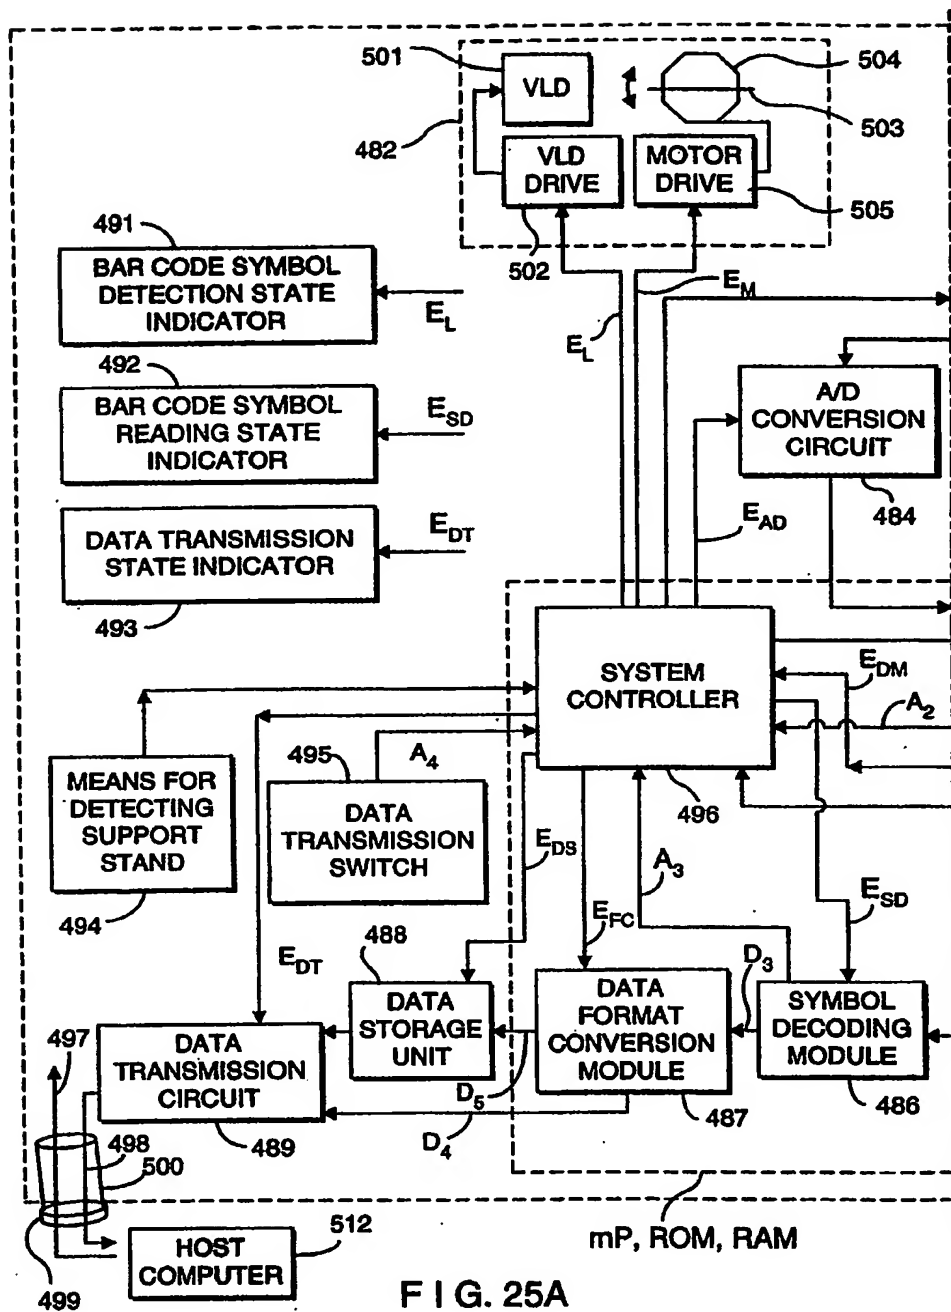 501
VLD
504
503
482
VLD
DRIVE
MOTOR
DRIVE
505
502
491
BAR CODE SYMBOL
DETECTION STATE
INDICATOR
E_L
E_M
E_L
492
BAR CODE SYMBOL
READING STATE
INDICATOR
E_SD
A/D
CONVERSION
CIRCUIT
484
E_AD
DATA TRANSMISSION
STATE INDICATOR
E_DT
493
SYSTEM
CONTROLLER
E_DM
A_2
496
MEANS FOR
DETECTING
SUPPORT
STAND
494
495
A_4
DATA
TRANSMISSION
SWITCH
E_DS
A_3
E_FC
E_SD
E_DT
488
DATA
STORAGE
UNIT
D_5
DATA
FORMAT
CONVERSION
MODULE
487
D_3
SYMBOL
DECODING
MODULE
486
497
DATA
TRANSMISSION
CIRCUIT
489
D_4
498
500
499
HOST
COMPUTER
512
mP, ROM, RAM
FIG. 25A